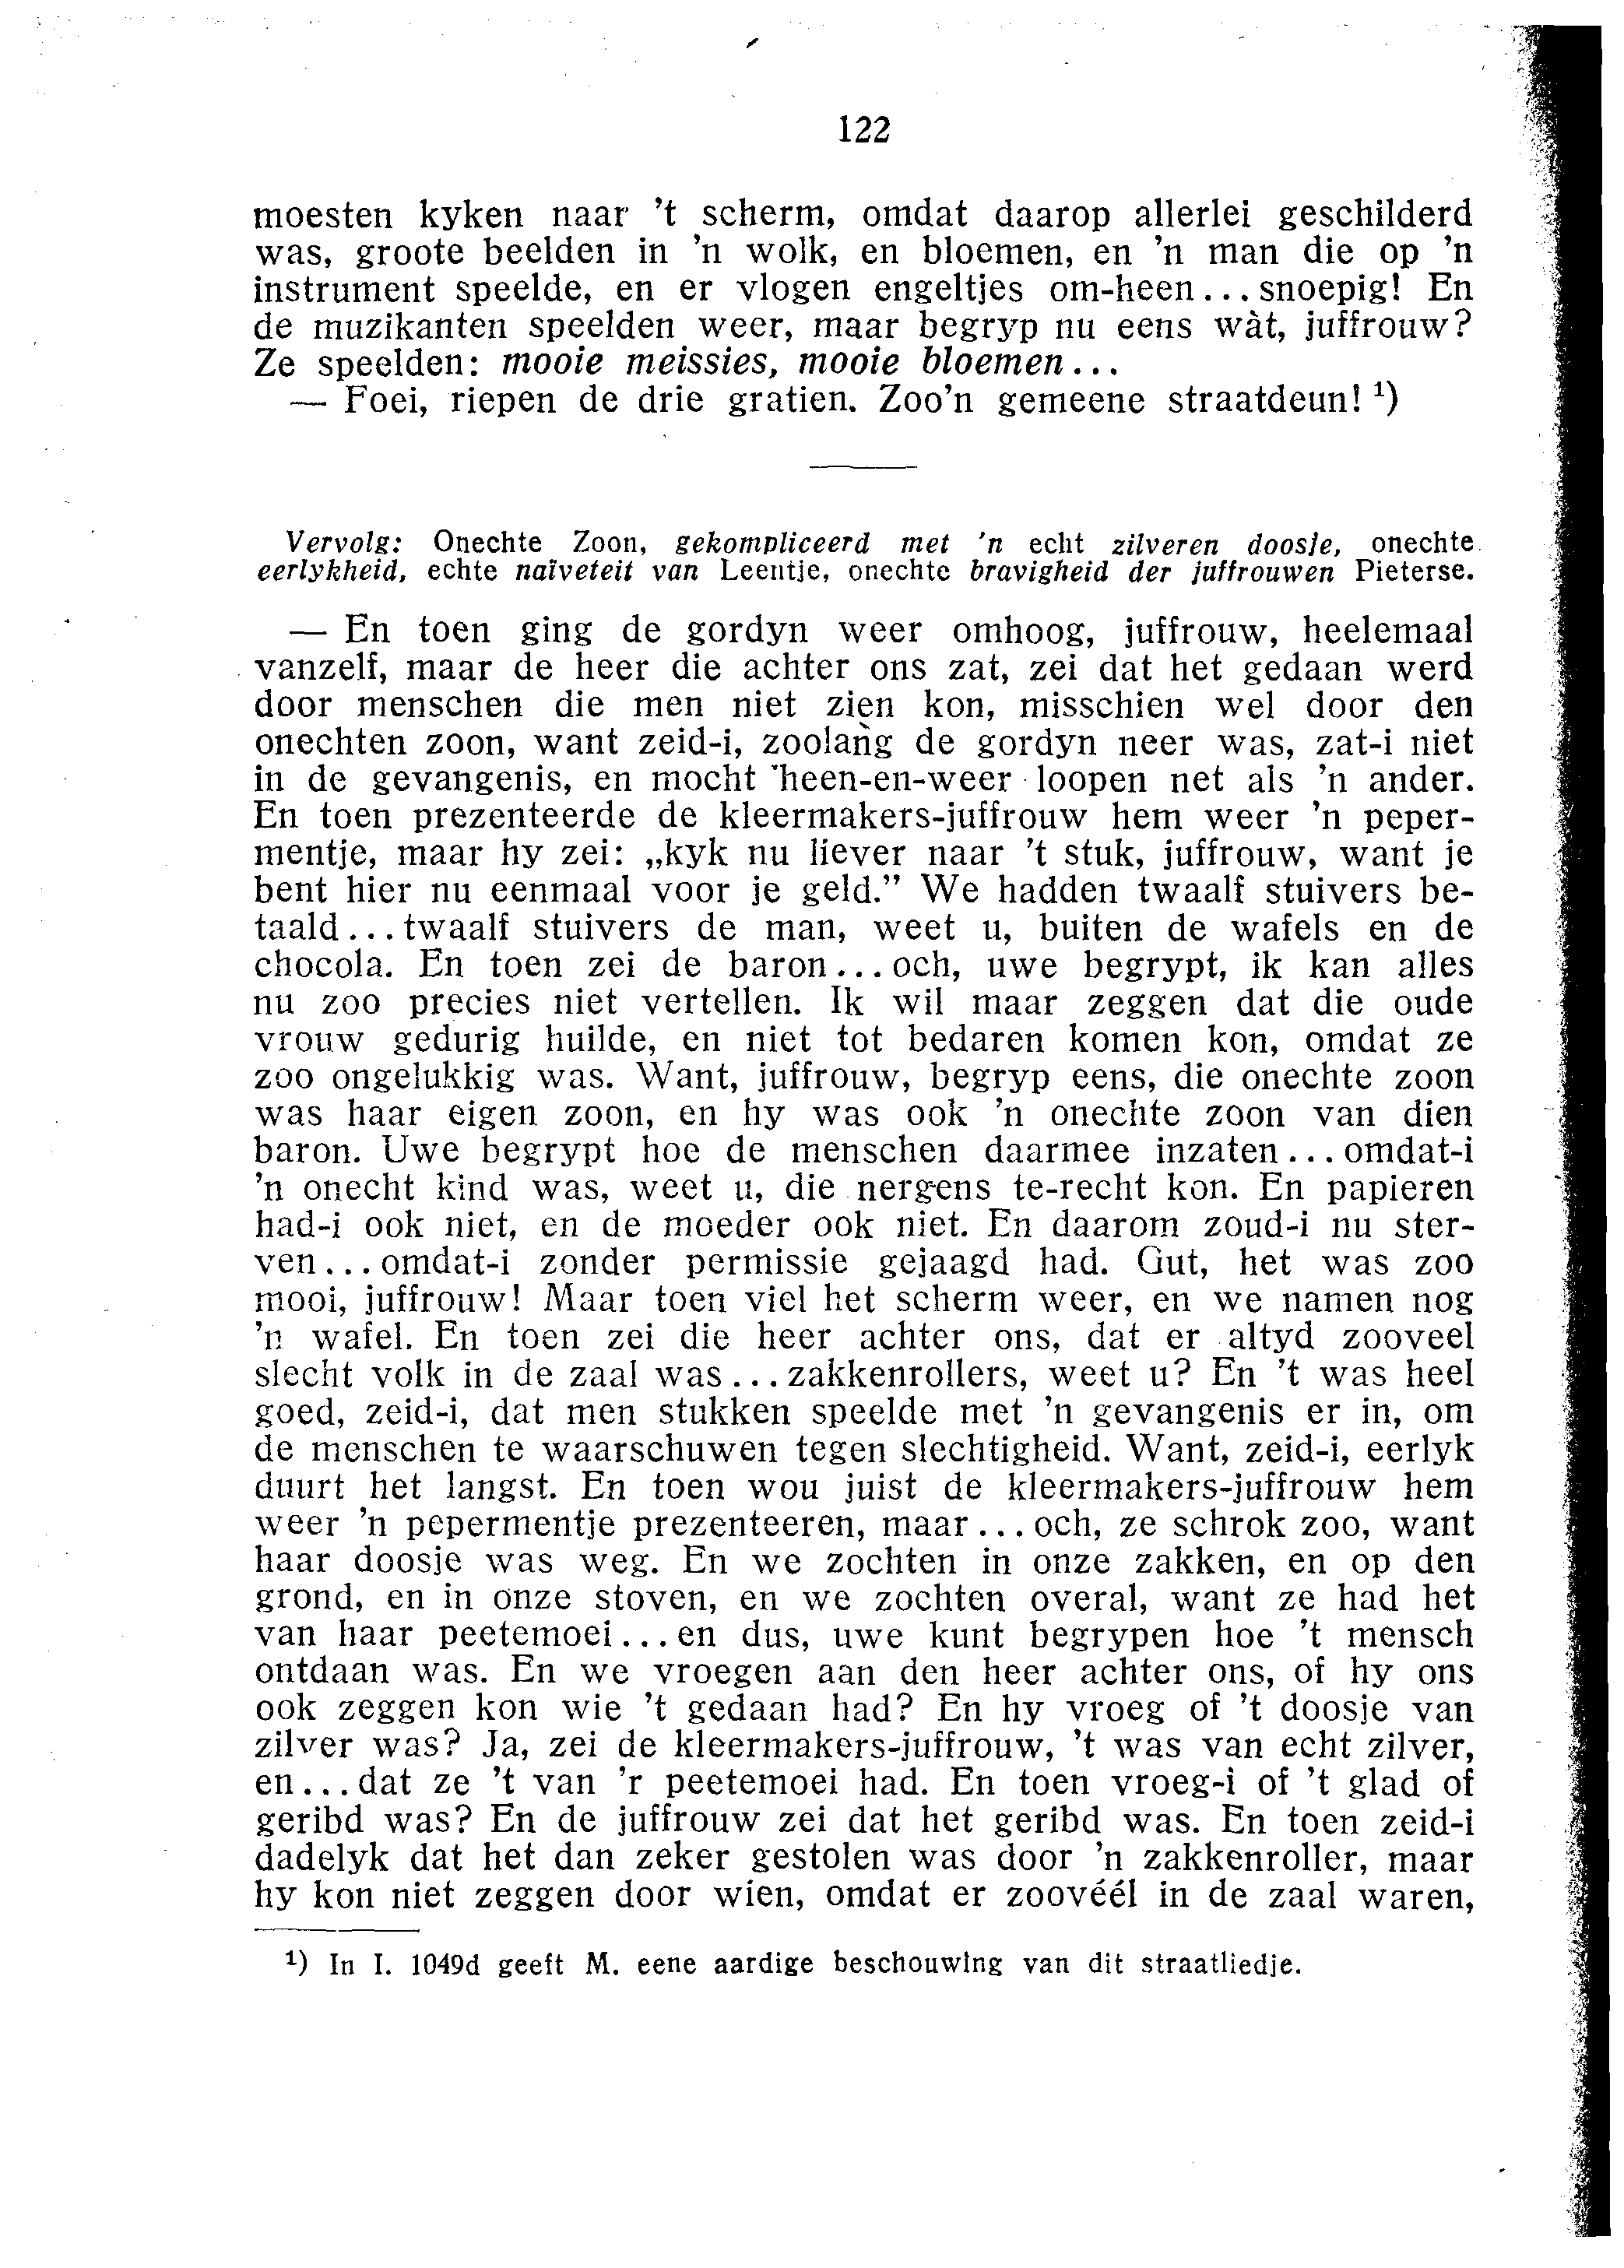 122
moesten kyken naar 't scherm, omdat daarop allerlei geschilderd
was, groote beelden in 'n wolk, en bloemen, en 'n man die op 'n
instrument speelde, en er vlogen engeltjes om-heen... snoepig! En
de muzikanten speelden weer, maar begryp nu eens wàt, juffrouw?
Ze speelden: mooie meissies, mooie bloemen...
— Foei, riepen de drie gratien. Zoo'n gemeene straatdeun! ¹)
Vervolg: Onechte Zoon, gekompliceerd met 'n echt zilveren doosje, onechte
eerlykheid, echte naïveteit van Leentje, onechte bravigheid der juffrouwen Pieterse.
— En toen ging de gordyn weer omhoog, juffrouw, heelemaal
vanzelf, maar de heer die achter ons zat, zei dat het gedaan werd
door menschen die men niet zien kon, misschien wel door den
onechten zoon, want zeid-i, zoolang de gordyn neer was, zat-i niet
in de gevangenis, en mocht heen-en-weer loopen net als 'n ander.
En toen prezenteerde de kleermakers-juffrouw hem weer 'n peper-
mentje, maar hy zei: „kyk nu liever naar 't stuk, juffrouw, want je
bent hier nu eenmaal voor je geld.” We hadden twaalf stuivers be-
taald... twaalf stuivers de man, weet u, buiten de wafels en de
chocola. En toen zei de baron... och, uwe begrypt, ik kan alles
nu zoo precies niet vertellen. Ik wil maar zeggen dat die oude
vrouw gedurig huilde, en niet tot bedaren komen kon, omdat ze
zoo ongelukkig was. Want, juffrouw, begryp eens, die onechte zoon
was haar eigen zoon, en hy was ook 'n onechte zoon van dien
baron. Uwe begrypt hoe de menschen daarmee inzaten... omdat-i
'n onecht kind was, weet u, die nergens te-recht kon. En papieren
had-i ook niet, en de moeder ook niet. En daarom zoud-i nu ster-
ven... omdat-i zonder permissie gejaagd had. Gut, het was zoo
mooi, juffrouw! Maar toen viel het scherm weer, en we namen nog
'n wafel. En toen zei die heer achter ons, dat er altyd zooveel
slecht volk in de zaal was... zakkenrollers, weet u? En 't was heel
goed, zeid-i, dat men stukken speelde met 'n gevangenis er in, om
de menschen te waarschuwen tegen slechtigheid. Want, zeid-i, eerlyk
duurt het langst. En toen wou juist de kleermakers-juffrouw hem
weer 'n pepermentje prezenteeren, maar... och, ze schrok zoo, want
haar doosje was weg. En we zochten in onze zakken, en op den
grond, en in onze stoven, en we zochten overal, want ze had het
van haar peetemoei... en dus, uwe kunt begrypen hoe 't mensch
ontdaan was. En we vroegen aan den heer achter ons, of hy ons
ook zeggen kon wie 't gedaan had? En hy vroeg of 't doosje van
zilver was? Ja, zei de kleermakers-juffrouw, 't was van echt zilver,
en... dat ze 't van 'r peetemoei had. En toen vroeg-i of 't glad of
geribd was? En de juffrouw zei dat het geribd was. En toen zeid-i
dadelyk dat het dan zeker gestolen was door 'n zakkenroller, maar
hy kon niet zeggen door wien, omdat er zoovéél in de zaal waren,
¹) In I. 1049d geeft M. eene aardige beschouwing van dit straatliedje.